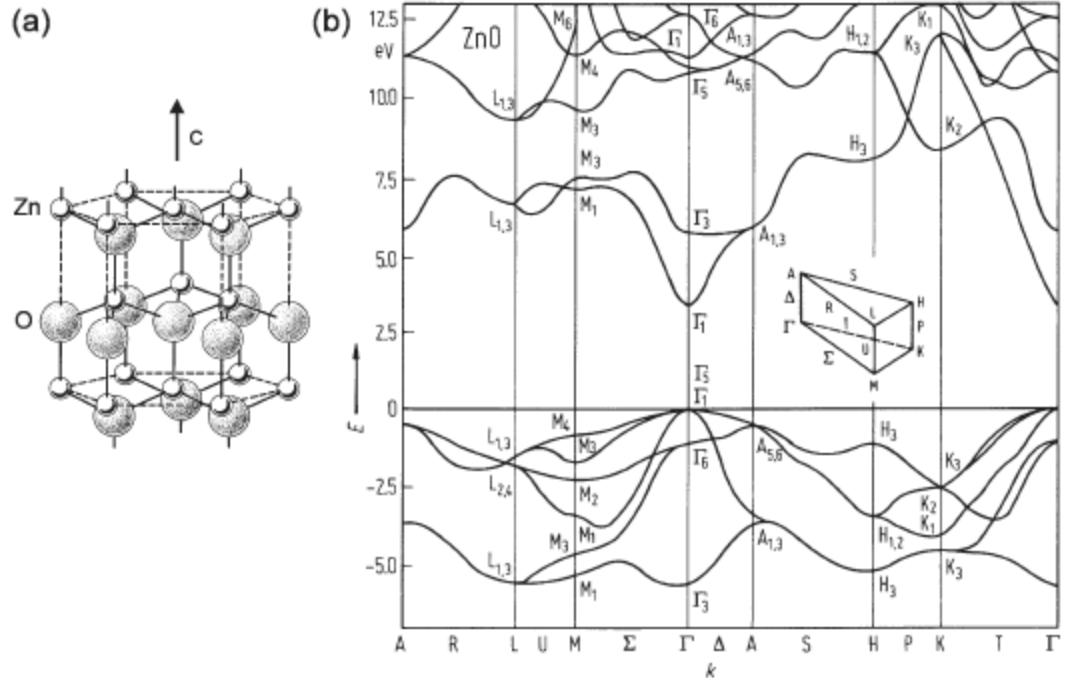 (a)
C
Zn
O
(b)
12.5
eV
10.0
7.5
5.0
2.5
0
-2.5
-5.0
E
ZnO
M₆
Γ₆
Γ₁
A₁,₃
K₁
H₁,₂
K₃
M₄
Γ₅
A₅,₆
L₁,₃
M₃
K₂
H₃
M₃
M₁
L₁,₃
Γ₃
A₁,₃
Γ₁
A
S
H
Δ
R
L
P
Γ
T
U
K
Σ
M
Γ₅
Γ₁
M₄
L₁,₃
M₃
H₃
A₅,₆
K₃
Γ₆
L₂,₄
M₂
K₂
K₁
M₃
M₁
H₁,₂
A₁,₃
L₁,₃
K₃
M₁
Γ₃
H₃
A R L U M Σ Γ Δ A S H P K T Γ
k